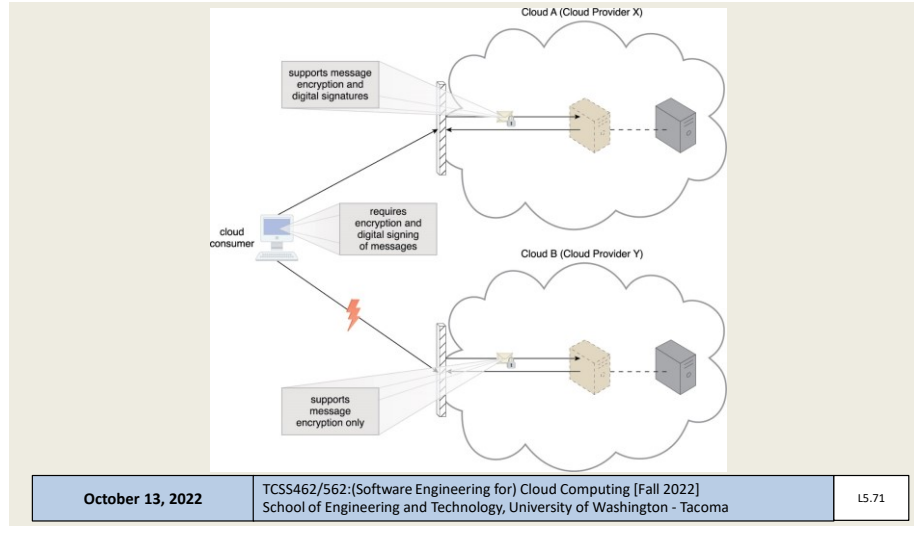 Cloud A (Cloud Provider X)
supports message
encryption and
digital signatures
requires
encryption and
digital signing
of messages
cloud
consumer
Cloud B (Cloud Provider Y)
supports
message
encryption only
October 13, 2022
TCSS462/562:(Software Engineering for) Cloud Computing [Fall 2022]
School of Engineering and Technology, University of Washington - Tacoma
L5.71